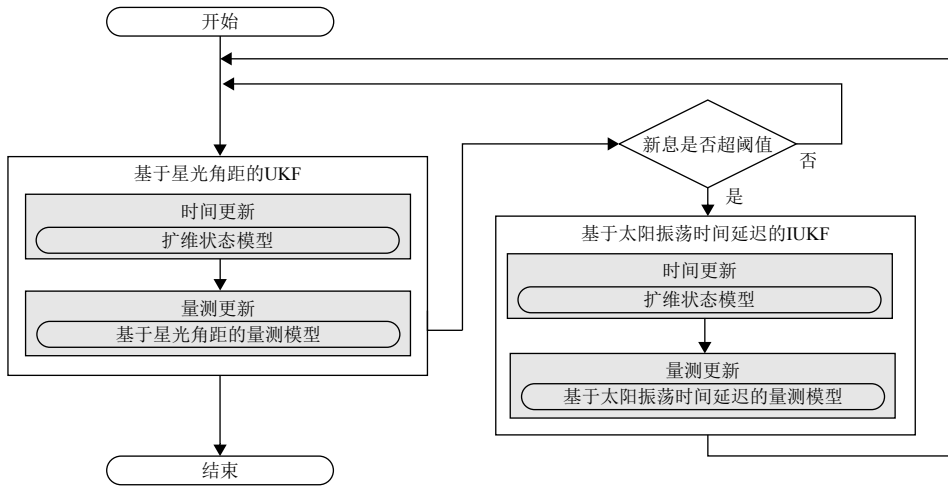 开始
基于星光角距的UKF
时间更新
扩维状态模型
量测更新
基于星光角距的量测模型
结束
新息是否超阈值
否
是
基于太阳振荡时间延迟的IUKF
时间更新
扩维状态模型
量测更新
基于太阳振荡时间延迟的量测模型